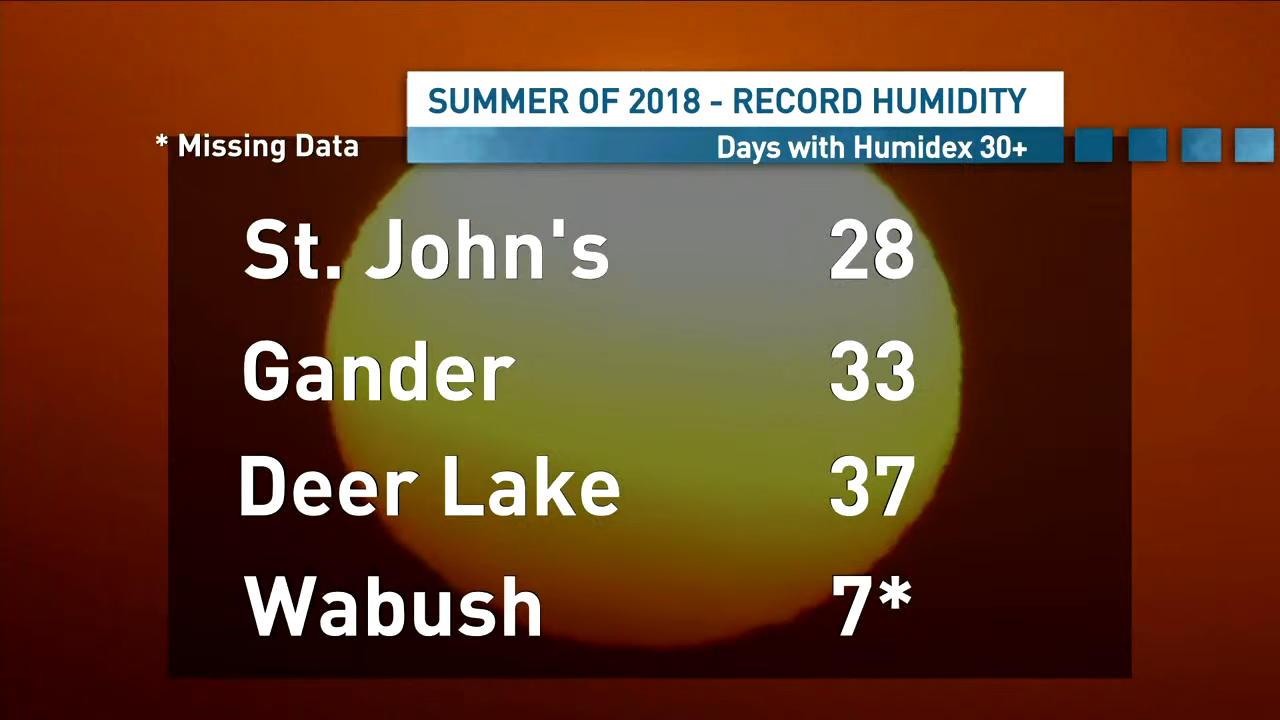 SUMMER OF 2018 - RECORD HUMIDITY
* Missing Data
Days with Humidex 30+
St. John's 28
Gander 33
Deer Lake 37
Wabush 7*